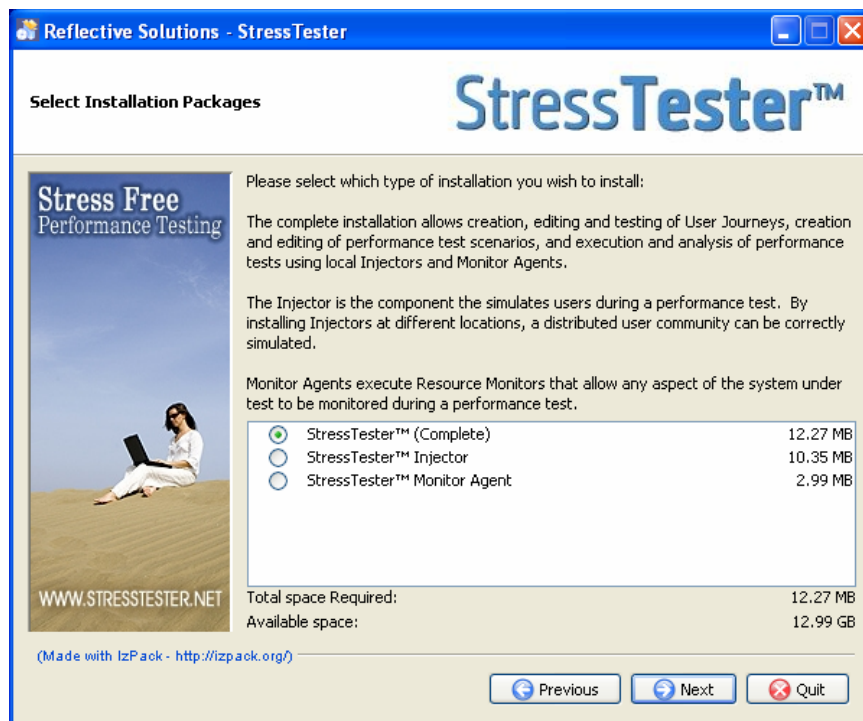 Reflective Solutions - StressTester
Select Installation Packages
StressTester™
Stress Free
Performance Testing
WWW.STRESSTESTER.NET
Please select which type of installation you wish to install:
The complete installation allows creation, editing and testing of User Journeys, creation
and editing of performance test scenarios, and execution and analysis of performance
tests using local Injectors and Monitor Agents.
The Injector is the component the simulates users during a performance test. By
installing Injectors at different locations, a distributed user community can be correctly
simulated.
Monitor Agents execute Resource Monitors that allow any aspect of the system under
test to be monitored during a performance test.
StressTester™ (Complete) 12.27 MB
StressTester™ Injector 10.35 MB
StressTester™ Monitor Agent 2.99 MB
Total space Required: 12.27 MB
Available space: 12.99 GB
(Made with IzPack - http://izpack.org/)
Previous Next Quit